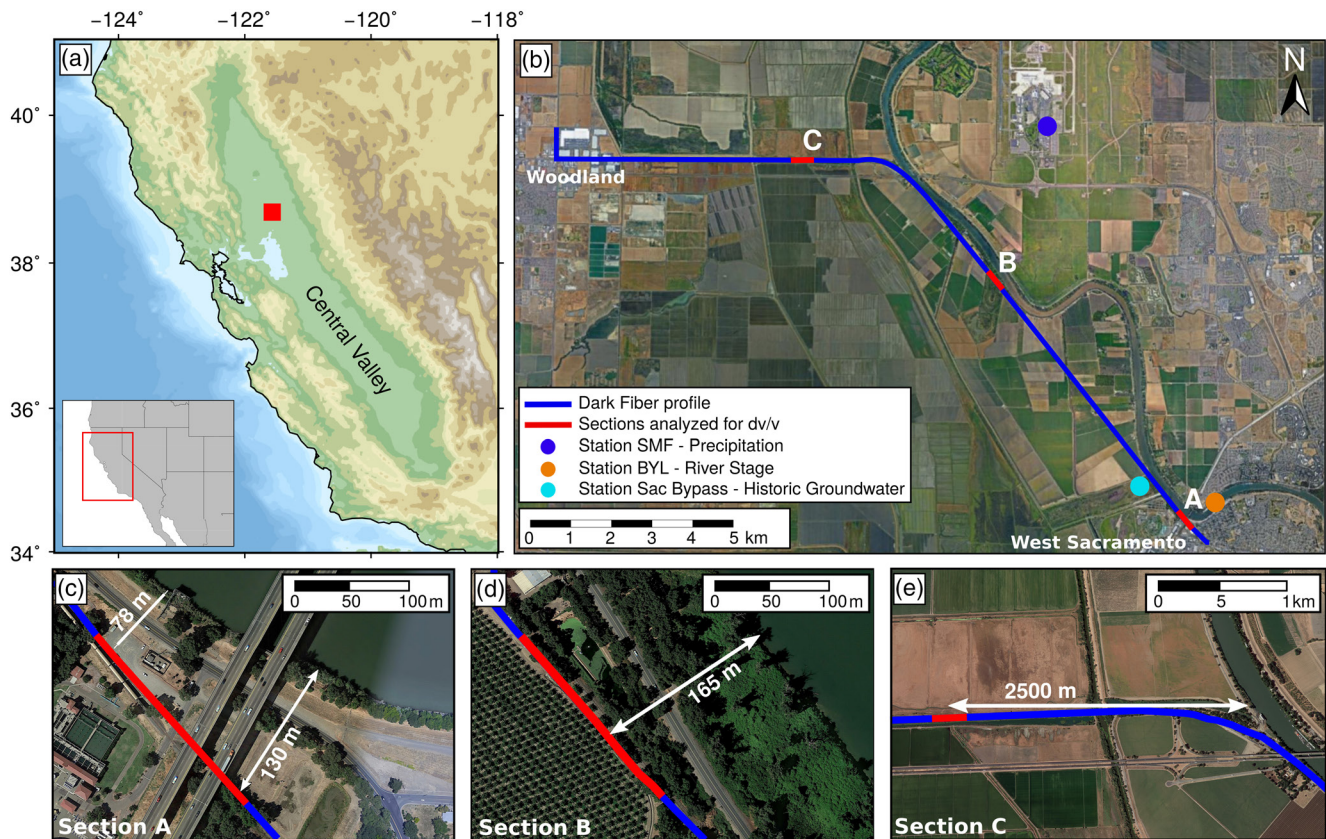 −124° −122° −120° −118°
(a)
40°
38°
36°
34°
Central Valley
(b)
N
C
Woodland
B
Dark Fiber profile
Sections analyzed for dv/v
Station SMF - Precipitation
Station BYL - River Stage
Station Sac Bypass - Historic Groundwater
A
0 1 2 3 4 5 km
West Sacramento
(c)
0 50 100 m
78 m
130 m
Section A
(d)
0 50 100 m
165 m
Section B
(e)
0 5 1 km
2500 m
Section C